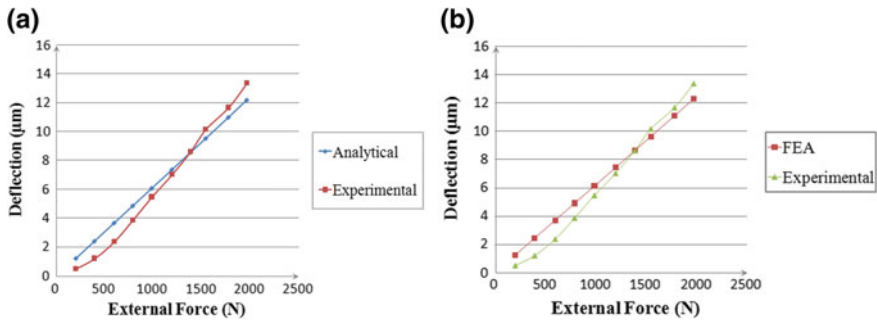 (a)
16
14
12
10
8
6
4
2
0
Deflection (μm)
0 500 1000 1500 2000 2500
External Force (N)
Analytical
Experimental
(b)
16
14
12
10
8
6
4
2
0
Deflection (μm)
0 500 1000 1500 2000 2500
External Force (N)
FEA
Experimental